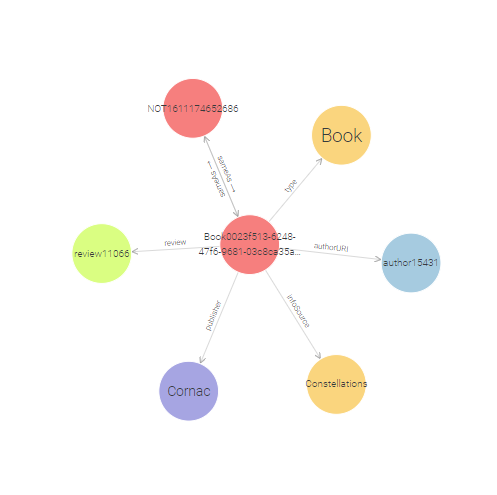 NOT1611174652686
Book
sameAs →
← sameAs
type
Book0023f513-6248-
47f6-9681-03c8ca35a...
review
review11066
authorURI
author15431
publisher
infoSource
Cornac
Constellations